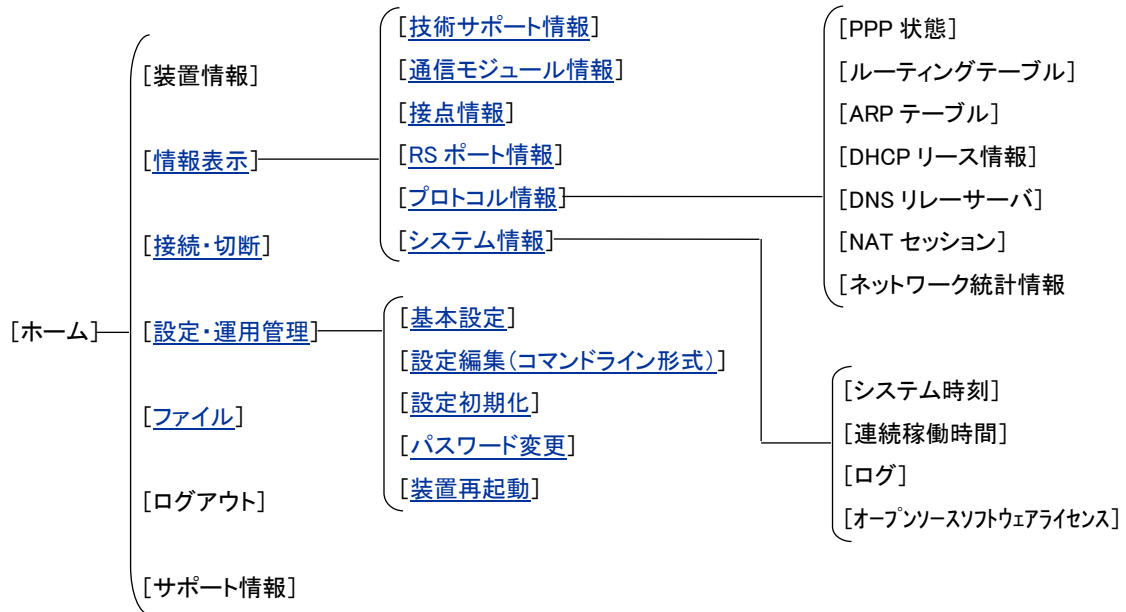 [ホーム]
[装置情報]
[情報表示]
[接続・切断]
[設定・運用管理]
[ファイル]
[ログアウト]
[サポート情報]
[技術サポート情報]
[通信モジュール情報]
[接点情報]
[RS ポート情報]
[プロトコル情報]
[システム情報]
[基本設定]
[設定編集(コマンドライン形式)]
[設定初期化]
[パスワード変更]
[装置再起動]
[PPP 状態]
[ルーティングテーブル]
[ARP テーブル]
[DHCP リース情報]
[DNS リレーサーバ]
[NAT セッション]
[ネットワーク統計情報
[システム時刻]
[連続稼働時間]
[ログ]
[オープンソースソフトウェアライセンス]